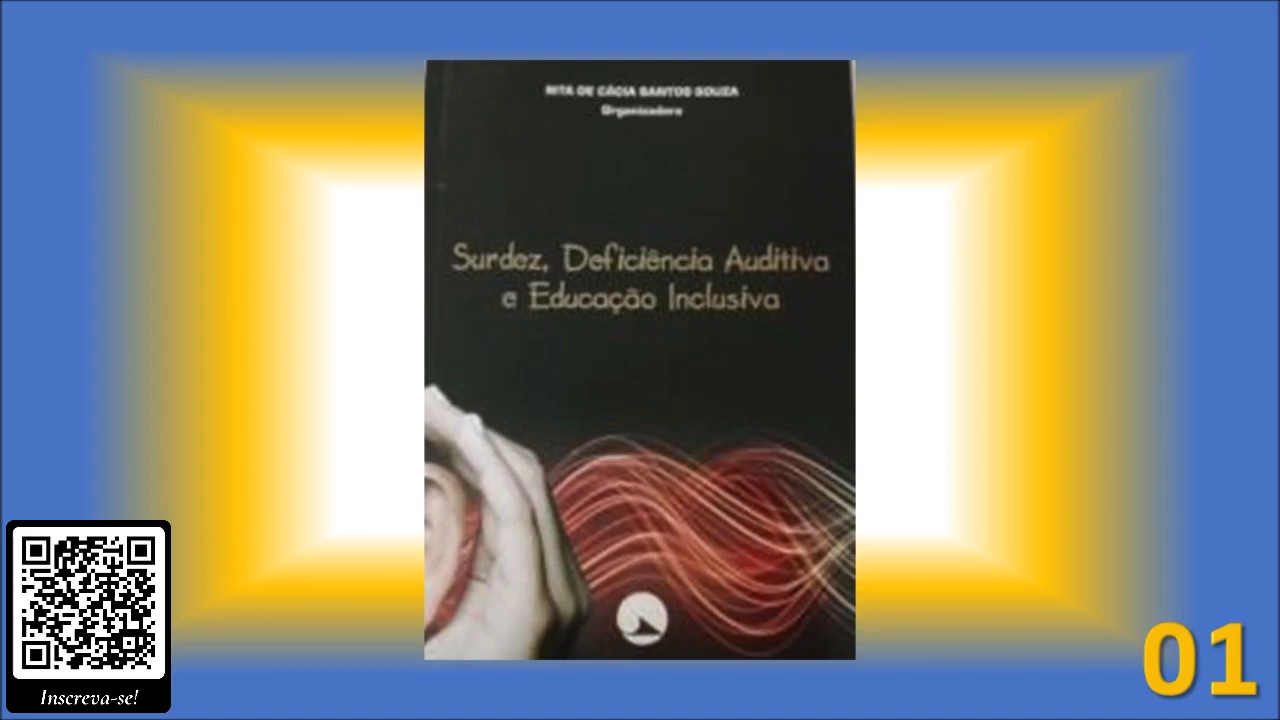 RITA DE CÁCIA SANTOS SOUZA
Organizadora
Surdez, Deficiência Auditiva
e Educação Inclusiva
Inscreva-se!
01